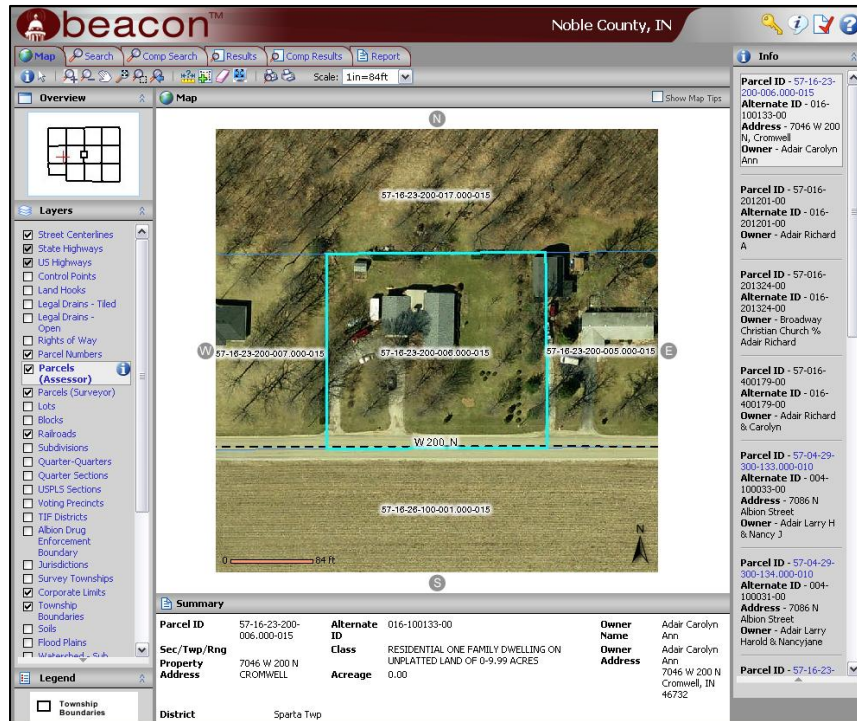 beacon™
Noble County, IN
Map
Search
Comp Search
Results
Comp Results
Report
Scale: 1in=84ft
Overview
Layers
Street Centerlines
State Highways
US Highways
Control Points
Land Hooks
Legal Drains - Tiled
Legal Drains -
Open
Rights of Way
Parcel Numbers
Parcels
(Assessor)
Parcels (Surveyor)
Lots
Blocks
Railroads
Subdivisions
Quarter-Quarters
Quarter Sections
USPLS Sections
Voting Precincts
TIF Districts
Albion Drug
Enforcement
Boundary
Jurisdictions
Survey Townships
Corporate Limits
Township
Boundaries
Soils
Flood Plains
Watershed - Sub
Legend
Township
Boundaries
Map
Show Map Tips
N
57-16-23-200-017.000-015
W
57-16-23-200-007.000-015
57-16-23-200-006.000-015
57-16-23-200-005.000-015
E
W 200 N
57-16-26-100-001.000-015
0
84 ft
N
S
Summary
Parcel ID 57-16-23-200-
006.000-015
Alternate
ID
016-100133-00
Owner
Name
Adair Carolyn
Ann
Sec/Twp/Rng
Class RESIDENTIAL ONE FAMILY DWELLING ON
UNPLATTED LAND OF 0-9.99 ACRES
Owner
Address
Adair Carolyn
Ann
7046 W 200 N
Cromwell, IN
46732
Property
Address
7046 W 200 N
CROMWELL
Acreage 0.00
District Sparta Twp
Info
Parcel ID - 57-16-23-
200-006.000-015
Alternate ID - 016-
100133-00
Address - 7046 W 200
N, Cromwell
Owner - Adair Carolyn
Ann
Parcel ID - 57-016-
201201-00
Alternate ID - 016-
201201-00
Owner - Adair Richard
A
Parcel ID - 57-016-
201324-00
Alternate ID - 016-
201324-00
Owner - Broadway
Christian Church %
Adair Richard
Parcel ID - 57-016-
400179-00
Alternate ID - 016-
400179-00
Owner - Adair Richard
& Carolyn
Parcel ID - 57-04-29-
300-133.000-010
Alternate ID - 004-
100033-00
Address - 7086 N
Albion Street
Owner - Adair Larry H
& Nancy J
Parcel ID - 57-04-29-
300-134.000-010
Alternate ID - 004-
100031-00
Address - 7086 N
Albion Street
Owner - Adair Larry
Harold & Nancyjane
Parcel ID - 57-16-23-